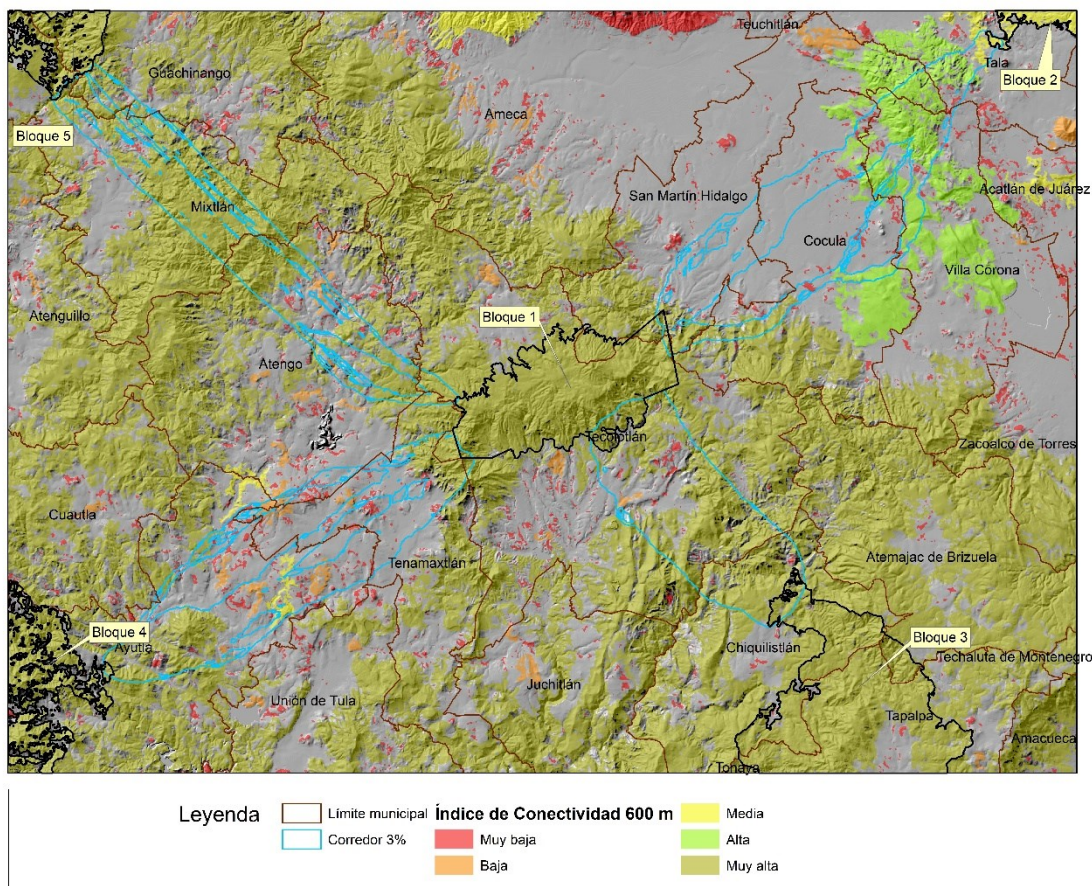 Teuchitlán
Tala
Bloque 2
Guachinango
Ameca
Bloque 5
San Martín Hidalgo
Acatlán de Juárez
Mixtlán
Cocula
Villa Corona
Atenguillo
Bloque 1
Atengo
Tecolotlán
Zacoalco de Torres
Cuautla
Tenamaxtlán
Atemajac de Brizuela
Bloque 4
Ayutla
Bloque 3
Chiquilistlán
Techaluta de Montenegro
Juchitlán
Unión de Tula
Tapalpa
Amacueca
Tonaya
Leyenda
Límite municipal
Corredor 3%
Índice de Conectividad 600 m
Muy baja
Baja
Media
Alta
Muy alta